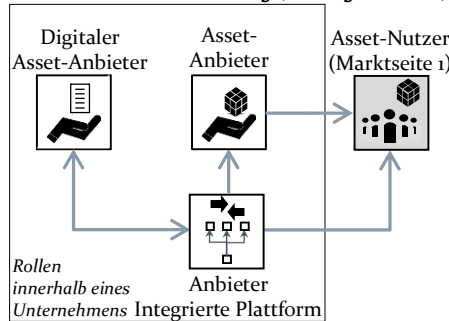 Digitaler
Asset-Anbieter
Asset-
Anbieter
Asset-Nutzer
(Marktseite 1)
Rollen
innerhalb eines
Unternehmens
Anbieter
Integrierte Plattform